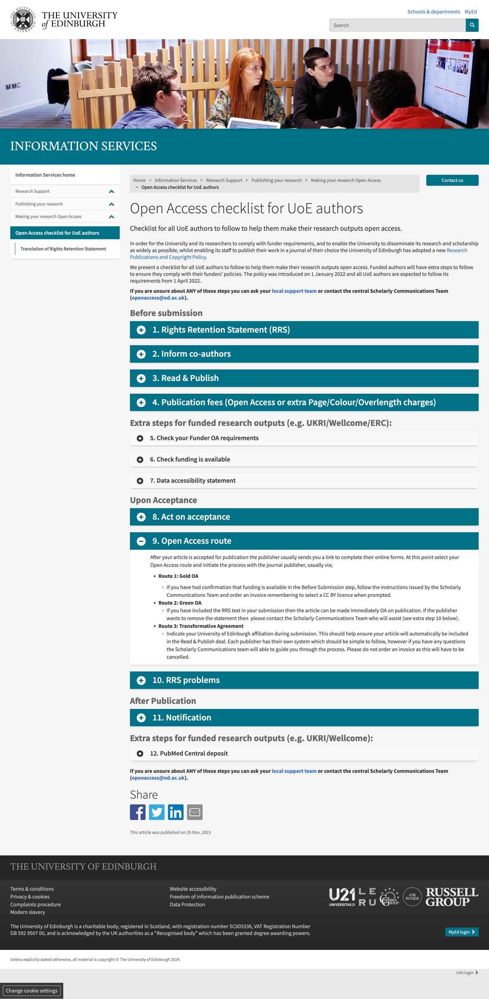 THE UNIVERSITY
of EDINBURGH
Schools & departments MyEd
Search
INFORMATION SERVICES
Information Services home
Research Support
Publishing your research
Making your research Open Access
Open Access checklist for UoE authors
Translation of Rights Retention Statement
Home > Information Services > Research Support > Publishing your research > Making your research Open Access
> Open Access checklist for UoE authors
Contact us
Open Access checklist for UoE authors
Checklist for all UoE authors to follow to help them make their research outputs open access.
In order for the University and its researchers to comply with funder requirements, and to enable the University to disseminate its research and scholarship
as widely as possible, whilst enabling its staff to publish their work in a journal of their choice the University of Edinburgh has adopted a new Research
Publications and Copyright Policy.
We present a checklist for all UoE authors to follow to help them make their research outputs open access. Funded authors will have extra steps to follow
to ensure they comply with their funders’ policies. The policy was introduced on 1 January 2022 and all UoE authors are expected to follow its
requirements from 1 April 2022.
If you are unsure about ANY of these steps you can ask your local support team or contact the central Scholarly Communications Team
(openaccess@ed.ac.uk).
Before submission
1. Rights Retention Statement (RRS)
2. Inform co-authors
3. Read & Publish
4. Publication fees (Open Access or extra Page/Colour/Overlength charges)
Extra steps for funded research outputs (e.g. UKRI/Wellcome/ERC):
5. Check your Funder OA requirements
6. Check funding is available
7. Data accessibility statement
Upon Acceptance
8. Act on acceptance
9. Open Access route
After your article is accepted for publication the publisher usually sends you a link to complete their online forms. At this point select your
Open Access route and initiate the process with the journal publisher, usually via;
• Route 1: Gold OA
○ If you have had confirmation that funding is available in the Before Submission step, follow the instructions issued by the Scholarly
Communications Team and order an invoice remembering to select a CC BY licence when prompted.
• Route 2: Green OA
○ If you have included the RRS text in your submission then the article can be made immediately OA on publication. If the publisher
wants to remove the statement then please contact the Scholarly Communications Team who will assist (see extra step 10 below).
• Route 3: Transformative Agreement
○ Indicate your University of Edinburgh affiliation during submission. This should help ensure your article will automatically be included
in the Read & Publish deal. Each publisher has their own system which should be simple to follow, however if you have any questions
the Scholarly Communications team will able to guide you through the process. Please do not order an invoice as this will have to be
cancelled.
10. RRS problems
After Publication
11. Notification
Extra steps for funded research outputs (e.g. UKRI/Wellcome):
12. PubMed Central deposit
If you are unsure about ANY of these steps you can ask your local support team or contact the central Scholarly Communications Team
(openaccess@ed.ac.uk).
Share
This article was published on 29 Nov, 2023
THE UNIVERSITY OF EDINBURGH
Terms & conditions
Privacy & cookies
Complaints procedure
Modern slavery
Website accessibility
Freedom of information publication scheme
Data Protection
U21
UNIVERSITAS 21
LE
RU
COIMBRA
GROUP
una
europa
RUSSELL
GROUP
The University of Edinburgh is a charitable body, registered in Scotland, with registration number SC005336, VAT Registration Number
GB 592 9507 00, and is acknowledged by the UK authorities as a “Recognised body” which has been granted degree awarding powers.
MyEd login
Unless explicitly stated otherwise, all material is copyright © The University of Edinburgh 2024.
CMS login
Change cookie settings